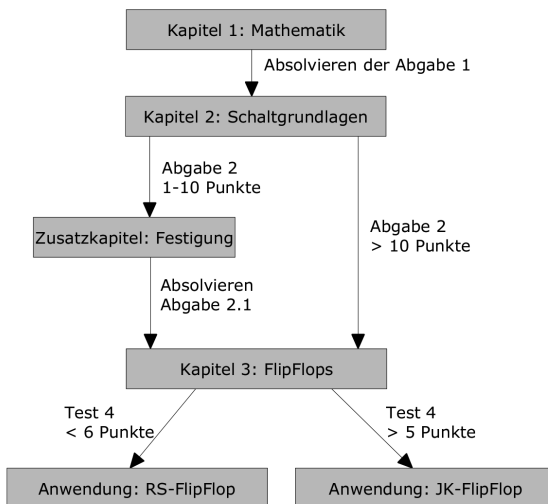 Kapitel 1: Mathematik
Absolvieren der Abgabe 1
Kapitel 2: Schaltgrundlagen
Abgabe 2
1-10 Punkte
Abgabe 2
> 10 Punkte
Zusatzkapitel: Festigung
Absolvieren
Abgabe 2.1
Kapitel 3: FlipFlops
Test 4
< 6 Punkte
Test 4
> 5 Punkte
Anwendung: RS-FlipFlop
Anwendung: JK-FlipFlop